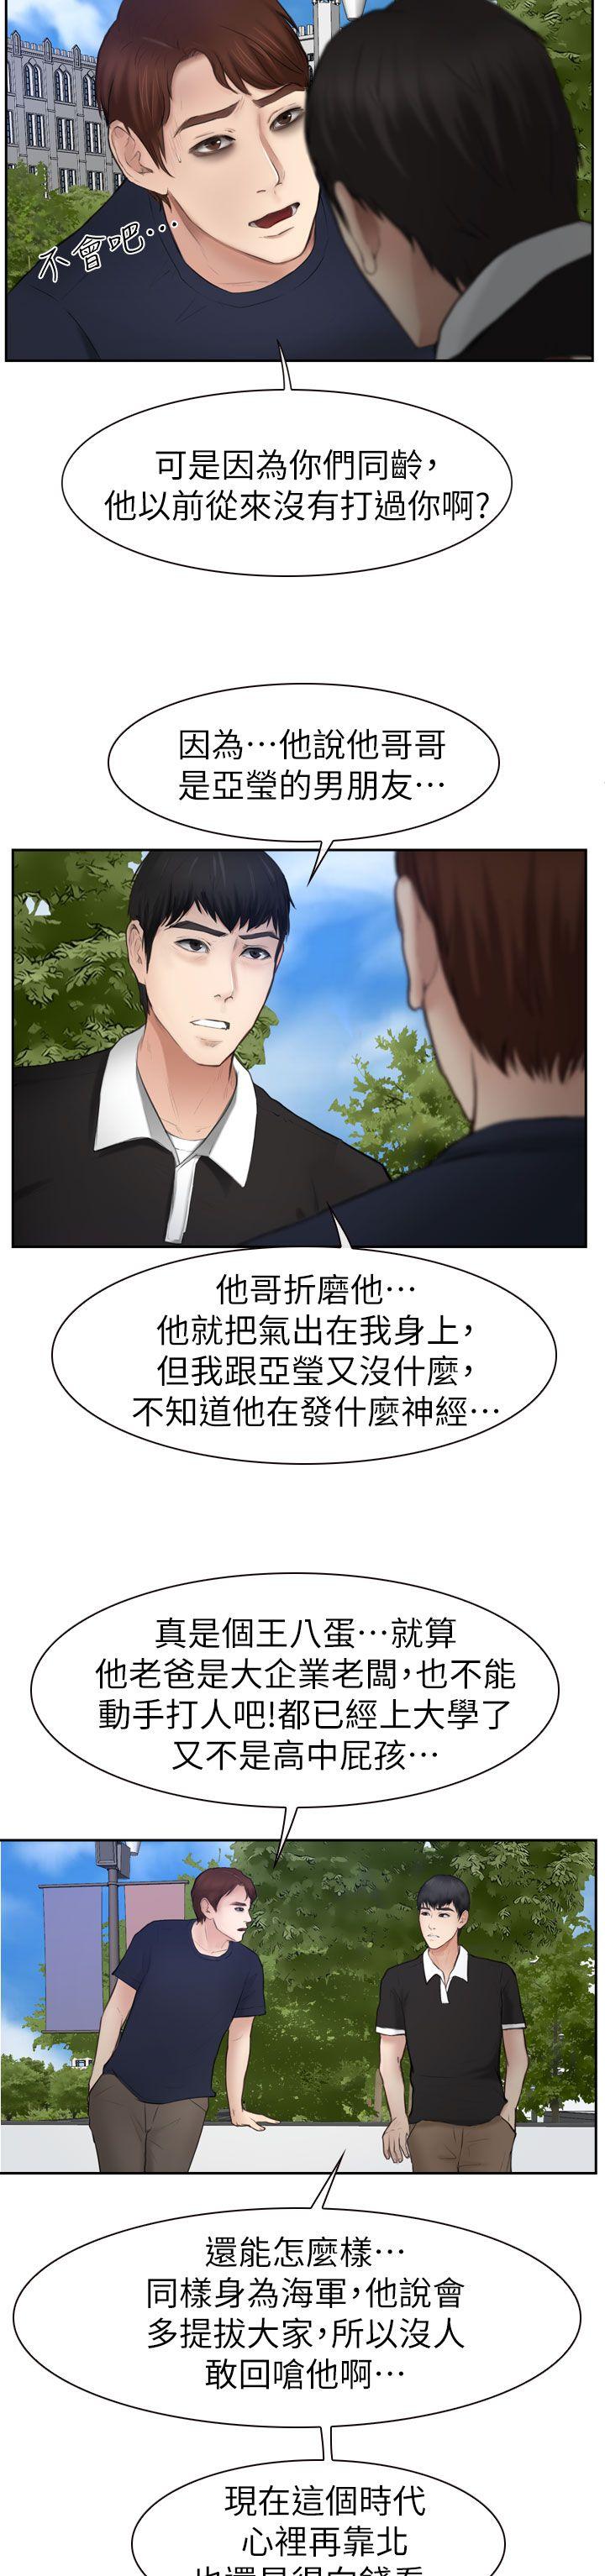 不會吧…
可是因為你們同齡，
他以前從來沒有打過你啊？
因為…他說他哥哥
是亞瑩的男朋友…
他哥折磨他…
他就把氣出在我身上，
但我跟亞瑩又沒什麼，
不知道他在發什麼神經…
真是個王八蛋…就算
他老爸是大企業老闆，也不能
動手打人吧！都已經上大學了
又不是高中屁孩…
還能怎麼樣…
同樣身為海軍，他說會
多提拔大家，所以沒人
敢回嗆他啊…
現在這個時代
心裡再靠北